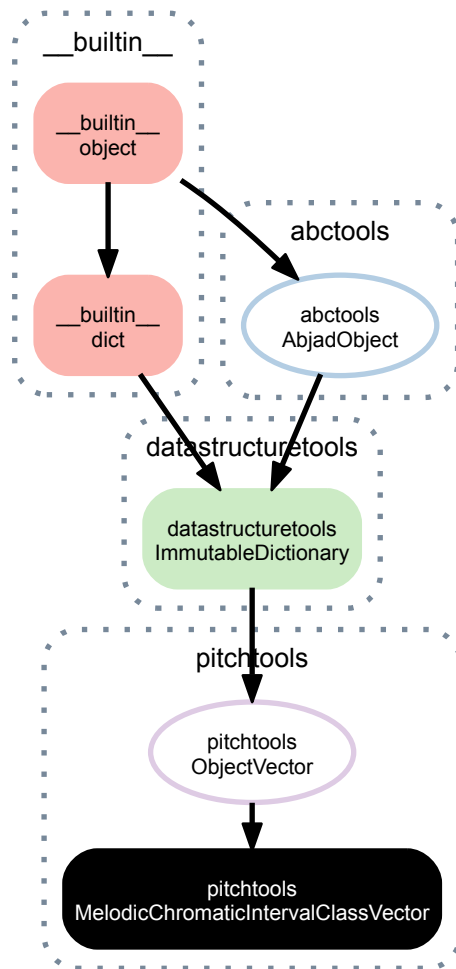 __builtin__
__builtin__
object
abctools
__builtin__
dict
abctools
AbjadObject
datastructuretools
datastructuretools
ImmutableDictionary
pitchtools
pitchtools
ObjectVector
pitchtools
MelodicChromaticIntervalClassVector